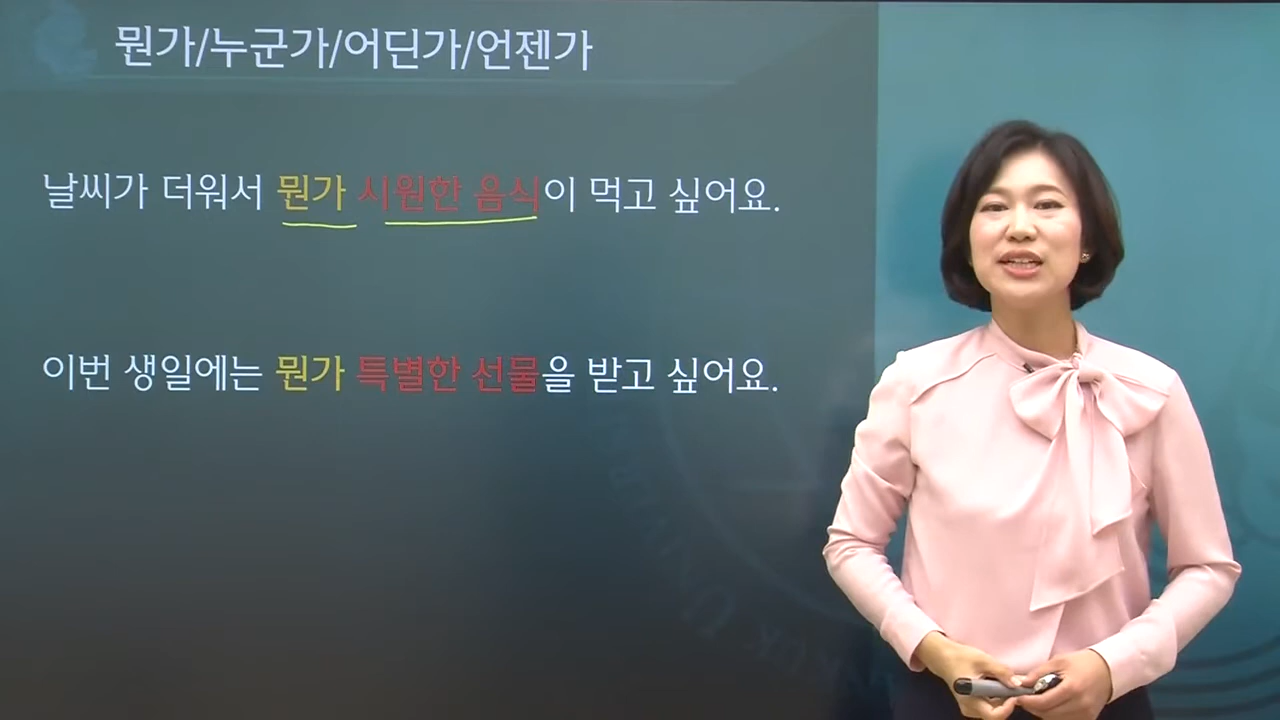 뭔가/누군가/어딘가/언젠가
날씨가 더워서 뭔가 시원한 음식이 먹고 싶어요.
이번 생일에는 뭔가 특별한 선물을 받고 싶어요.